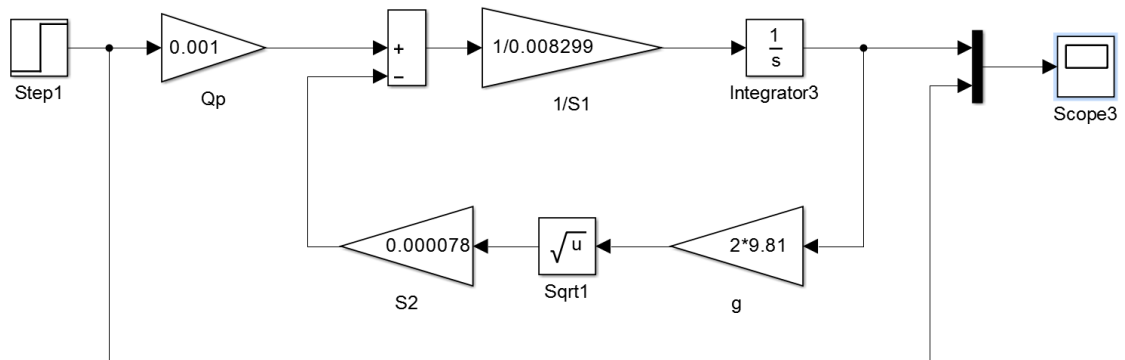 Step1
0.001
Qp
+
−
1/0.008299
1/S1
1
s
Integrator3
Scope3
0.000078
S2
√u
Sqrt1
2*9.81
g